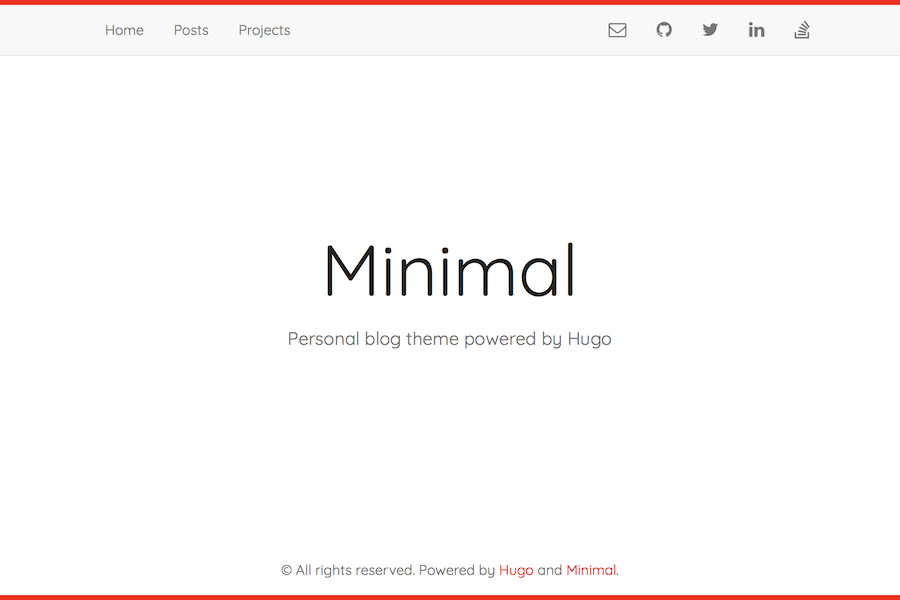 Home Posts Projects
Minimal
Personal blog theme powered by Hugo
© All rights reserved. Powered by Hugo and Minimal.